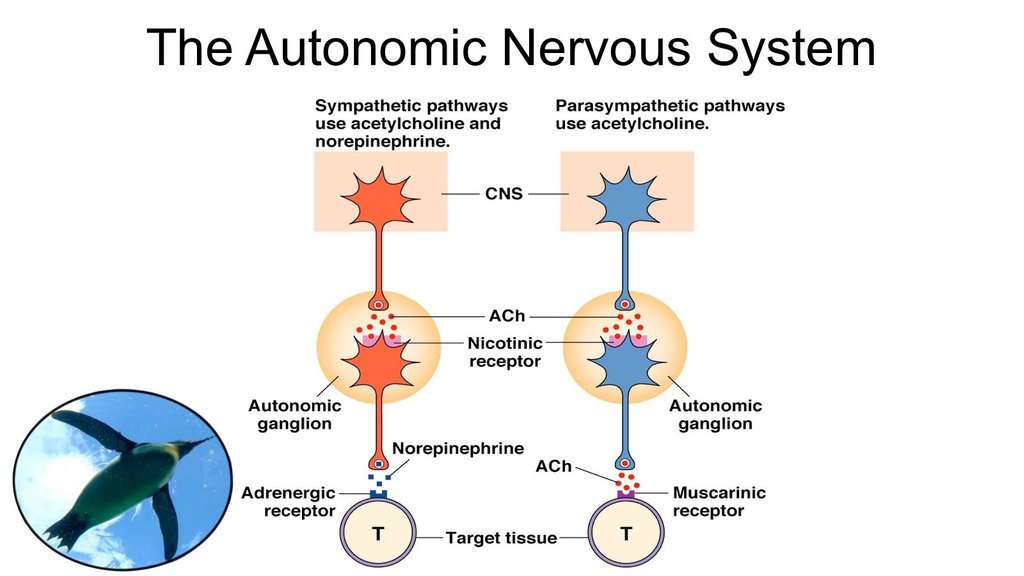 The Autonomic Nervous System
Sympathetic pathways
use acetylcholine and
norepinephrine.
Parasympathetic pathways
use acetylcholine.
CNS
ACh
Nicotinic
receptor
Autonomic
ganglion
Autonomic
ganglion
Norepinephrine
ACh
Adrenergic
receptor
Muscarinic
receptor
T
Target tissue
T